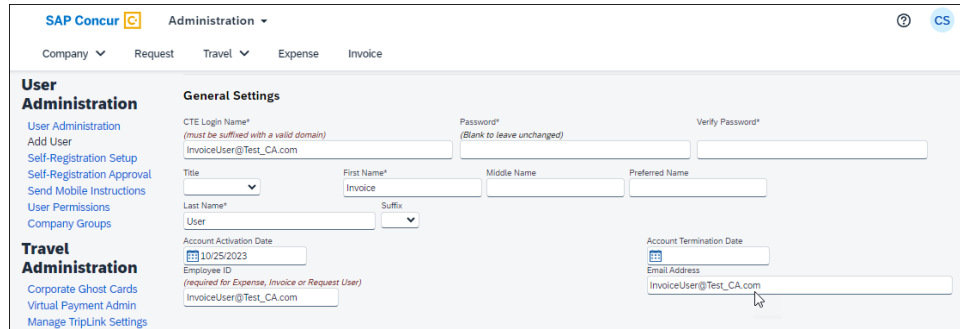 SAP Concur C Administration
CS
Company Request Travel Expense Invoice
User
Administration
User Administration
Add User
Self-Registration Setup
Self-Registration Approval
Send Mobile Instructions
User Permissions
Company Groups
Travel
Administration
Corporate Ghost Cards
Virtual Payment Admin
Manage TripLink Settings
General Settings
CTE Login Name* Password* Verify Password*
(must be suffixed with a valid domain) (Blank to leave unchanged)
InvoiceUser@Test_CA.com
Title First Name* Middle Name Preferred Name
Invoice
Last Name* Suffix
User
Account Activation Date Account Termination Date
10/25/2023
Employee ID Email Address
(required for Expense, Invoice or Request User)
InvoiceUser@Test_CA.com InvoiceUser@Test_CA.com